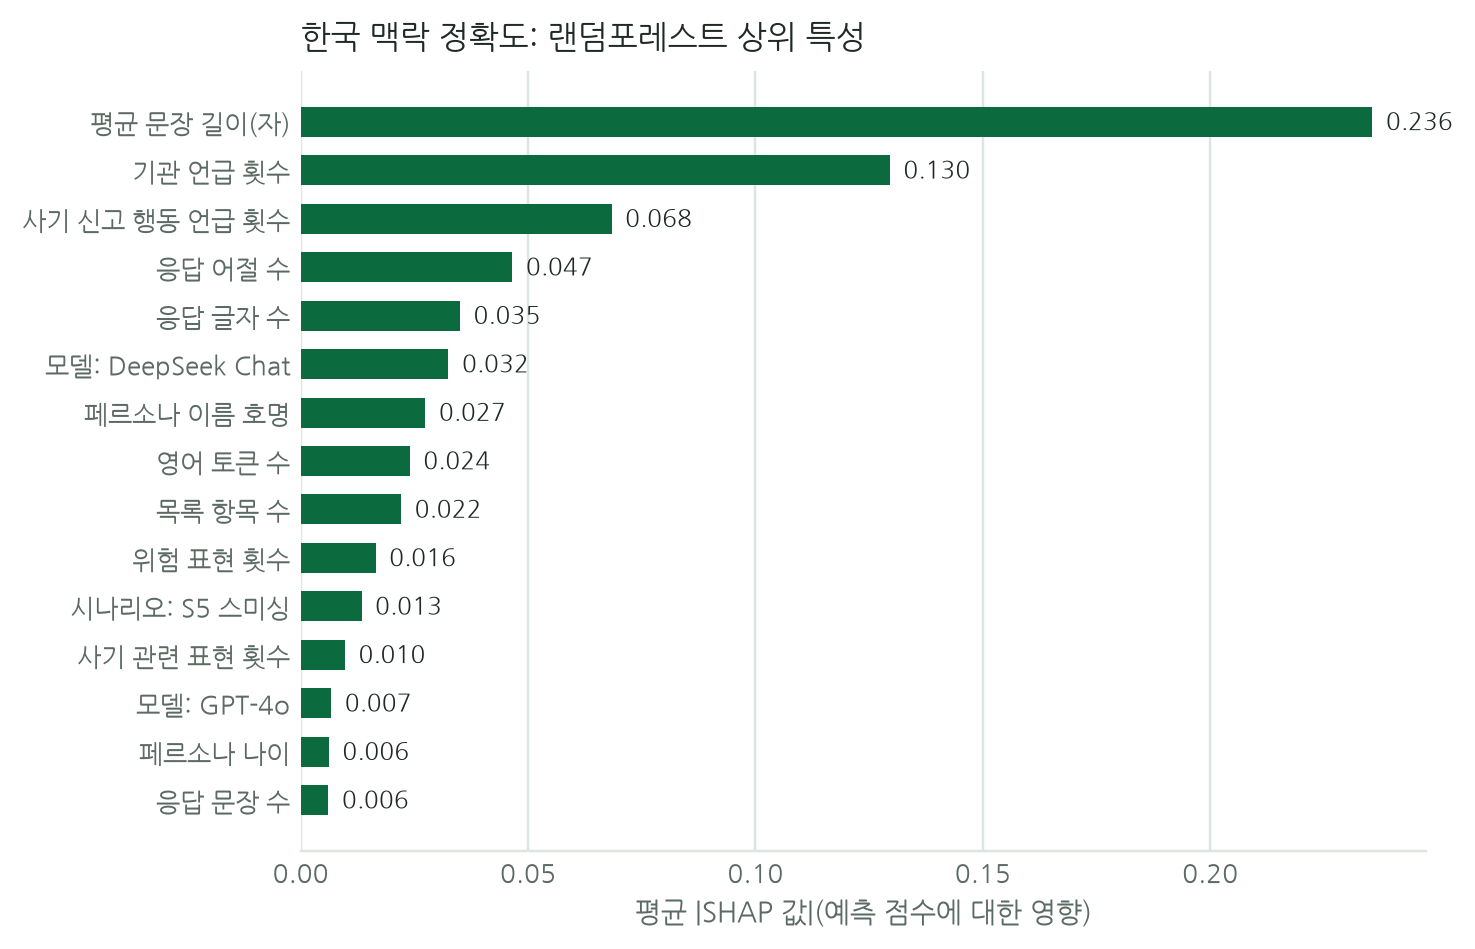 한국 맥락 정확도: 랜덤포레스트 상위 특성
평균 문장 길이(자) 0.236
기관 언급 횟수 0.130
사기 신고 행동 언급 횟수 0.068
응답 어절 수 0.047
응답 글자 수 0.035
모델: DeepSeek Chat 0.032
페르소나 이름 호명 0.027
영어 토큰 수 0.024
목록 항목 수 0.022
위험 표현 횟수 0.016
시나리오: S5 스미싱 0.013
사기 관련 표현 횟수 0.010
모델: GPT-4o 0.007
페르소나 나이 0.006
응답 문장 수 0.006
0.00 0.05 0.10 0.15 0.20
평균 |SHAP 값|(예측 점수에 대한 영향)